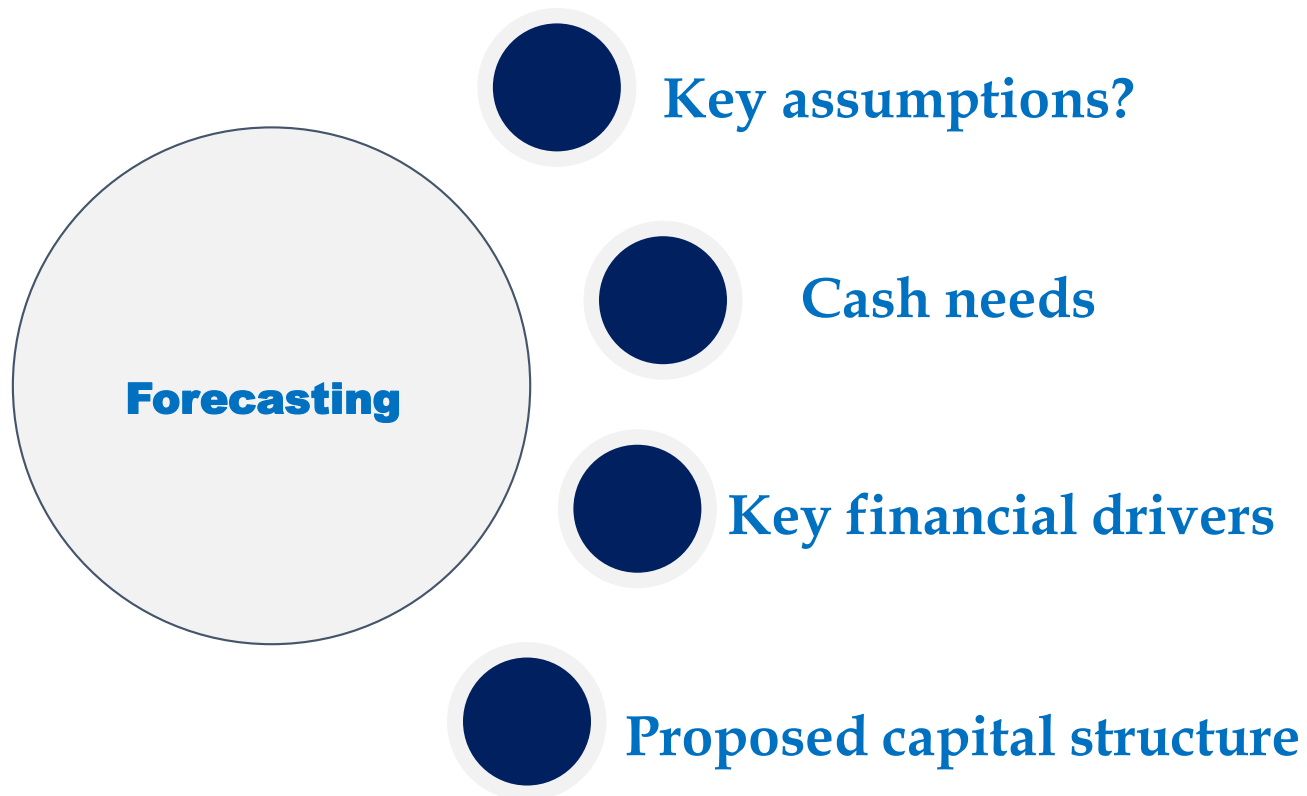 Key assumptions?
Cash needs
Forecasting
Key financial drivers
Proposed capital structure